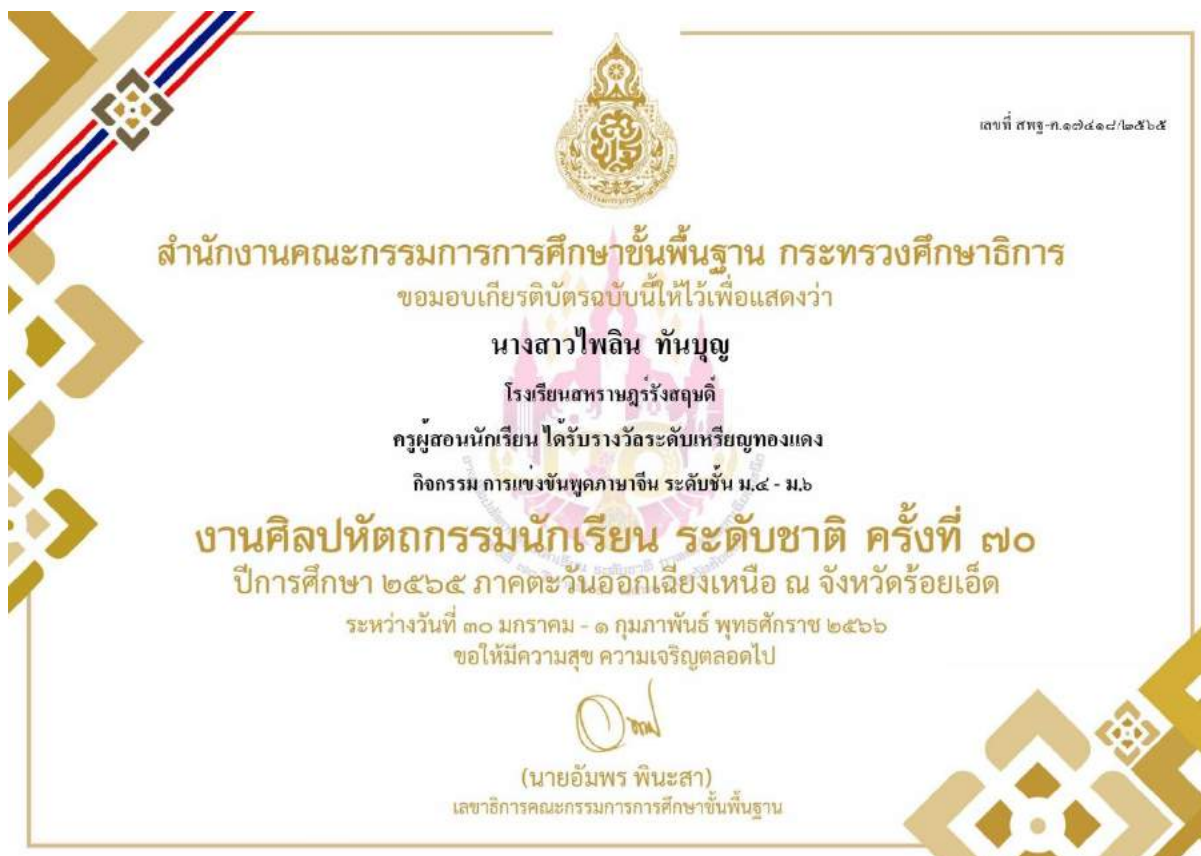 เลขที่ สพฐ-ค.๑๗๔๑๘/๒๕๖๕
สำนักงานคณะกรรมการการศึกษาขั้นพื้นฐาน กระทรวงศึกษาธิการ
ขอมอบเกียรติบัตรฉบับนี้ให้ไว้เพื่อแสดงว่า
นางสาวไพลิน ทันบุญ
โรงเรียนสหราษฎร์รังสฤษดิ์
ครูผู้สอนนักเรียน ได้รับรางวัลระดับเหรียญทองแดง
กิจกรรม การแข่งขันพูดภาษาจีน ระดับชั้น ม.๔ - ม.๖
งานศิลปหัตถกรรมนักเรียน ระดับชาติ ครั้งที่ ๗๐
ปีการศึกษา ๒๕๖๕ ภาคตะวันออกเฉียงเหนือ ณ จังหวัดร้อยเอ็ด
ระหว่างวันที่ ๓๐ มกราคม - ๑ กุมภาพันธ์ พุทธศักราช ๒๕๖๖
ขอให้มีความสุข ความเจริญตลอดไป
(นายอัมพร พินะสา)
เลขาธิการคณะกรรมการการศึกษาขั้นพื้นฐาน